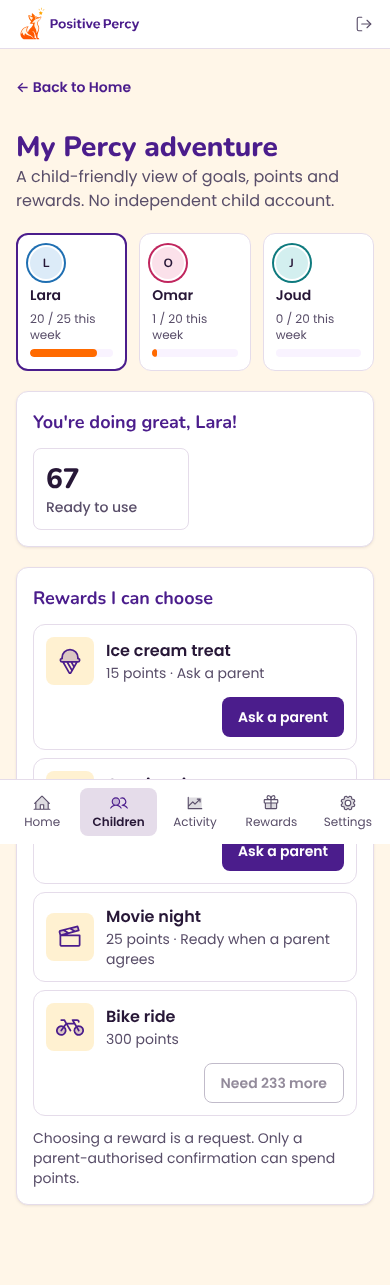 Positive Percy
← Back to Home
My Percy adventure
A child-friendly view of goals, points and
rewards. No independent child account.
L
Lara
20 / 25 this
week
O
Omar
1 / 20 this
week
J
Joud
0 / 20 this
week
You're doing great, Lara!
67
Ready to use
Rewards I can choose
Ice cream treat
15 points · Ask a parent
Ask a parent
Home
Children
Activity
Rewards
Settings
Ask a parent
Movie night
25 points · Ready when a parent
agrees
Bike ride
300 points
Need 233 more
Choosing a reward is a request. Only a
parent-authorised confirmation can spend
points.